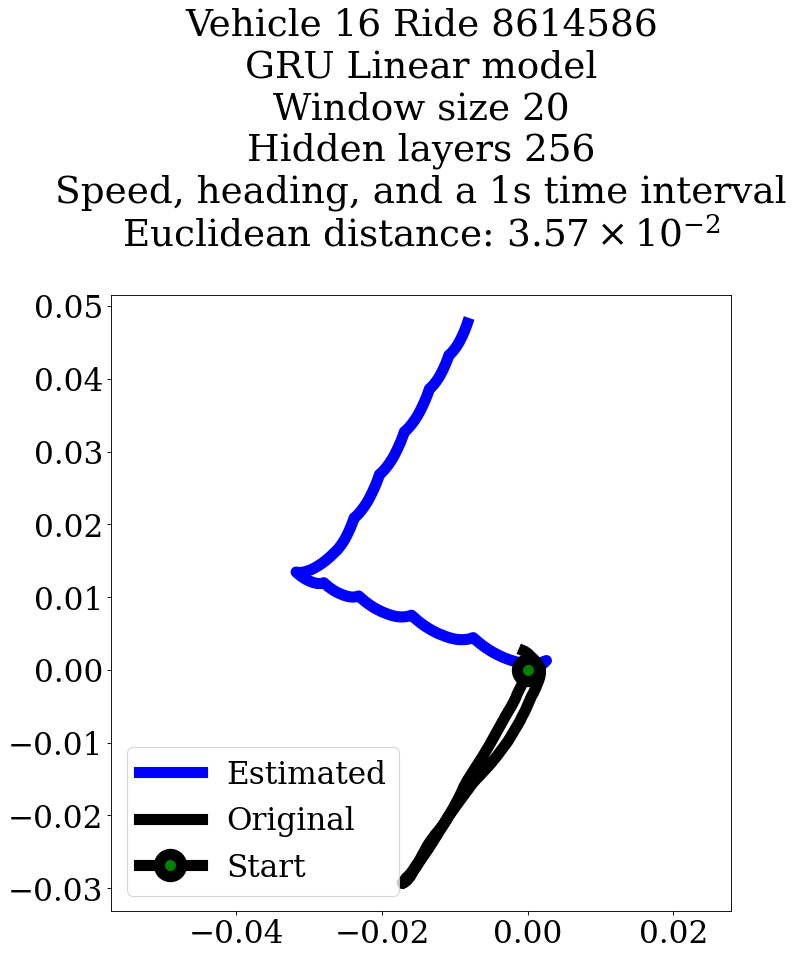 Vehicle 16 Ride 8614586
GRU Linear model
Window size 20
Hidden layers 256
Speed, heading, and a 1s time interval
Euclidean distance: 3.57 × 10⁻²
0.05
0.04
0.03
0.02
0.01
0.00
−0.01
−0.02
−0.03
Estimated
Original
Start
−0.04 −0.02 0.00 0.02